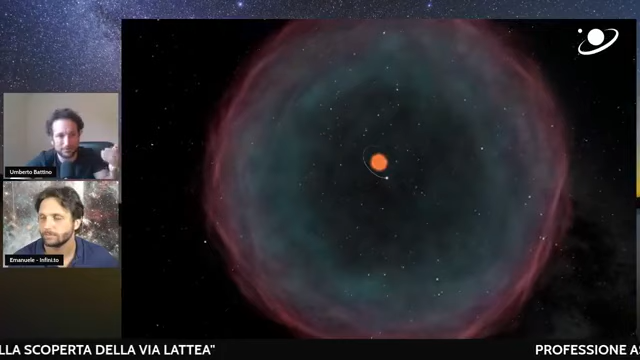 Umberto Battino
Emanuele - Infini.to
LLA SCOPERTA DELLA VIA LATTEA" PROFESSIONE A